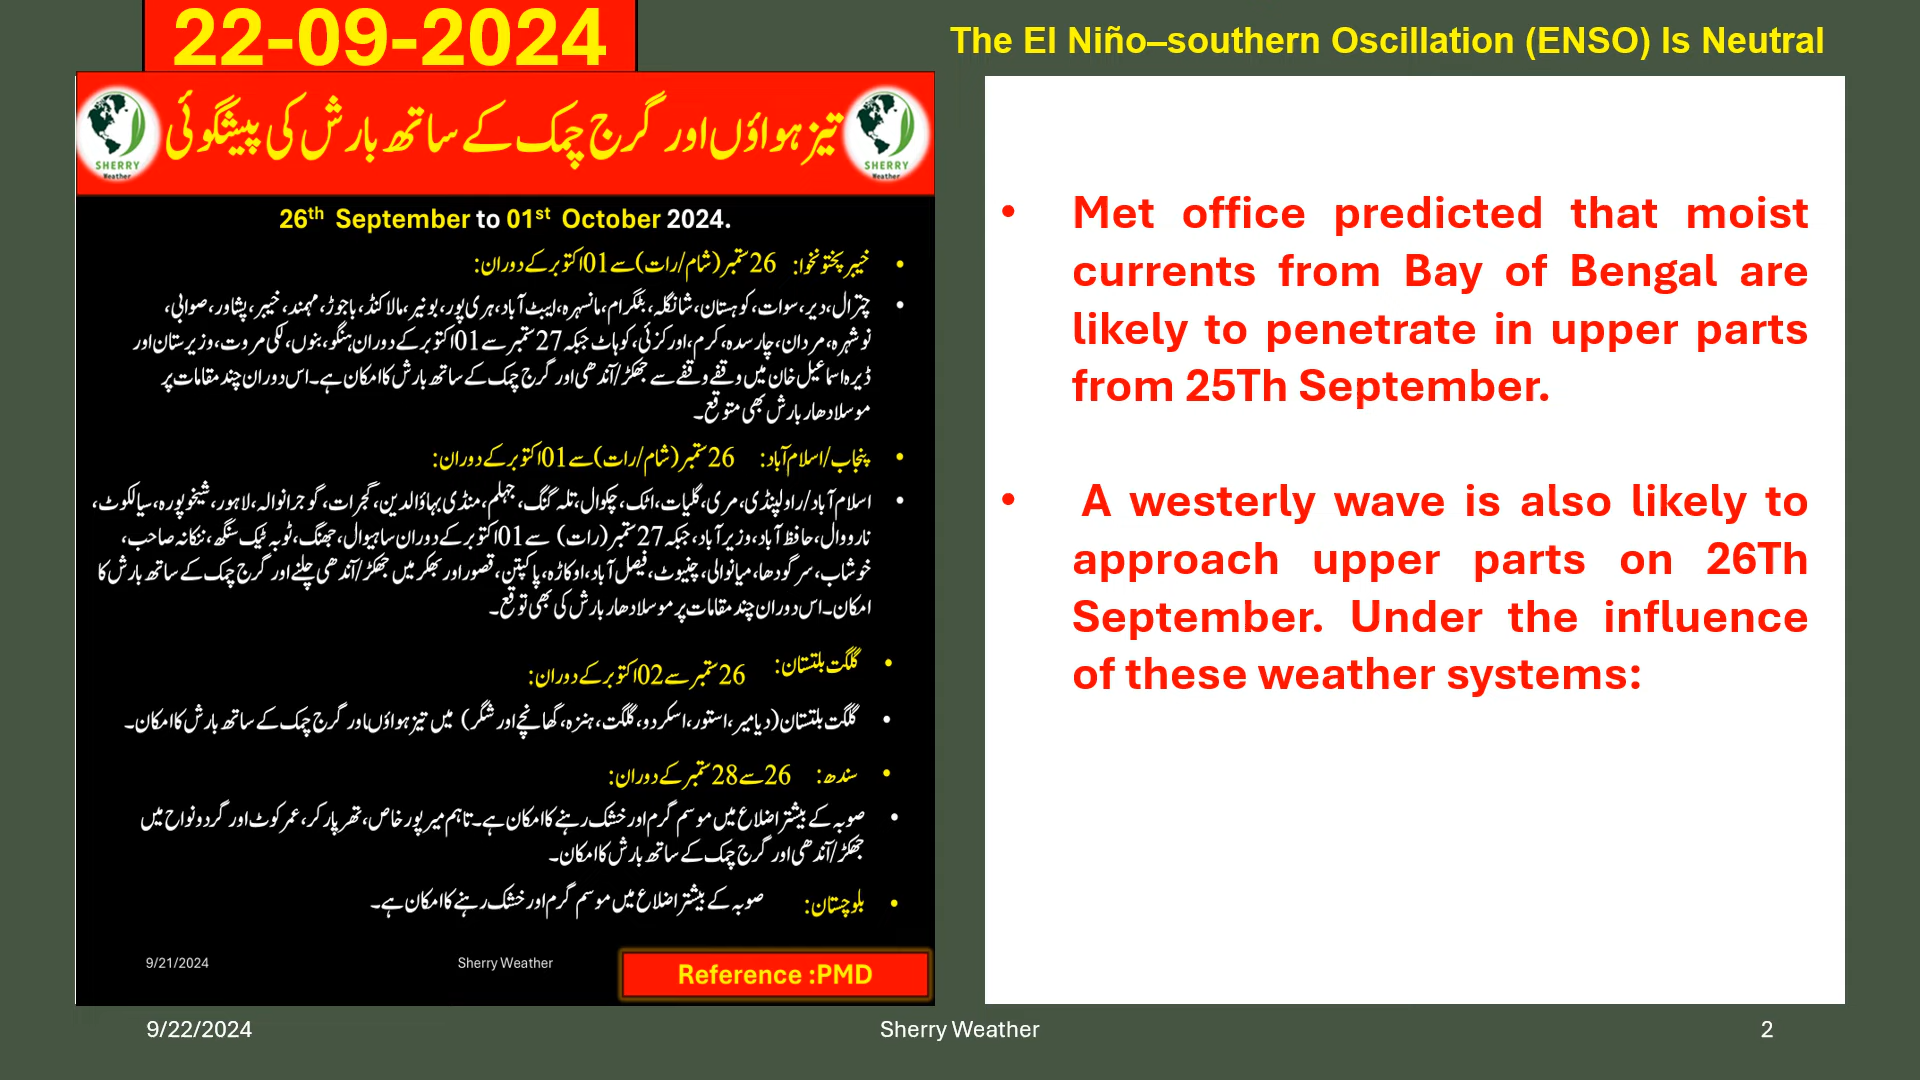 22-09-2024
The El Niño–southern Oscillation (ENSO) Is Neutral
تیز ہواؤں اور گرج چمک کے ساتھ بارش کی پیشگوئی
SHERRY
Weather
SHERRY
Weather
26th September to 01st October 2024.
• خیبر پختونخوا: 26 ستمبر (شام/رات) سے 01 اکتوبر کے دوران:
• چترال، دیر، سوات، کوہستان، شانگلہ، بٹگرام، مانسہرہ، ایبٹ آباد، ہری پور، بونیر، مالاکنڈ، باجوڑ، مہمند، خیبر، پشاور، صوابی،
نوشہرہ، مردان، چارسدہ، کرم، اورکزئی، کوہاٹ جبکہ 27 ستمبر سے 01 اکتوبر کے دوران ہنگو، بنوں، لکی مروت، وزیرستان اور
ڈیرہ اسماعیل خان میں وقفے وقفے سے جھکڑ/آندھی اور گرج چمک کے ساتھ بارش کا امکان ہے۔ اس دوران چند مقامات پر
موسلادھار بارش بھی متوقع۔
• پنجاب/اسلام آباد: 26 ستمبر (شام/رات) سے 01 اکتوبر کے دوران:
• اسلام آباد/راولپنڈی، مری، گلیات، اٹک، چکوال، تلہ گنگ، جہلم، منڈی بہاؤالدین، گجرات، گوجرانوالہ، لاہور، شیخوپورہ، سیالکوٹ،
نارووال، حافظ آباد، وزیر آباد، جبکہ 27 ستمبر (رات) سے 01 اکتوبر کے دوران ساہیوال، جھنگ، ٹوبہ ٹیک سنگھ، ننکانہ صاحب،
خوشاب، سرگودھا، میانوالی، چنیوٹ، فیصل آباد، اوکاڑہ، پاکپتن، قصور اور بھکر میں جھکڑ/آندھی چلنے اور گرج چمک کے ساتھ بارش کا
امکان۔ اس دوران چند مقامات پر موسلادھار بارش کی بھی توقع۔
• گلگت بلتستان: 26 ستمبر سے 02 اکتوبر کے دوران:
• گلگت بلتستان (دیامیر، استور، اسکردو، گلگت، ہنزہ، گھانچے اور شگر) میں تیز ہواؤں اور گرج چمک کے ساتھ بارش کا امکان۔
• سندھ: 26 سے 28 ستمبر کے دوران:
• صوبہ کے بیشتر اضلاع میں موسم گرم اور خشک رہنے کا امکان ہے۔ تاہم میرپور خاص، تھرپارکر، عمرکوٹ اور گردونواح میں
جھکڑ/آندھی اور گرج چمک کے ساتھ بارش کا امکان۔
• بلوچستان: صوبہ کے بیشتر اضلاع میں موسم گرم اور خشک رہنے کا امکان ہے۔
9/21/2024
Sherry Weather
Reference :PMD
• Met office predicted that moist
currents from Bay of Bengal are
likely to penetrate in upper parts
from 25Th September.
• A westerly wave is also likely to
approach upper parts on 26Th
September. Under the influence
of these weather systems:
9/22/2024
Sherry Weather
2